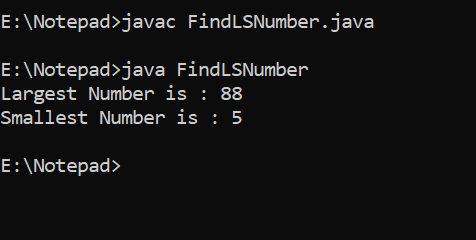 E:\Notepad>javac FindLSNumber.java
E:\Notepad>java FindLSNumber
Largest Number is : 88
Smallest Number is : 5
E:\Notepad>